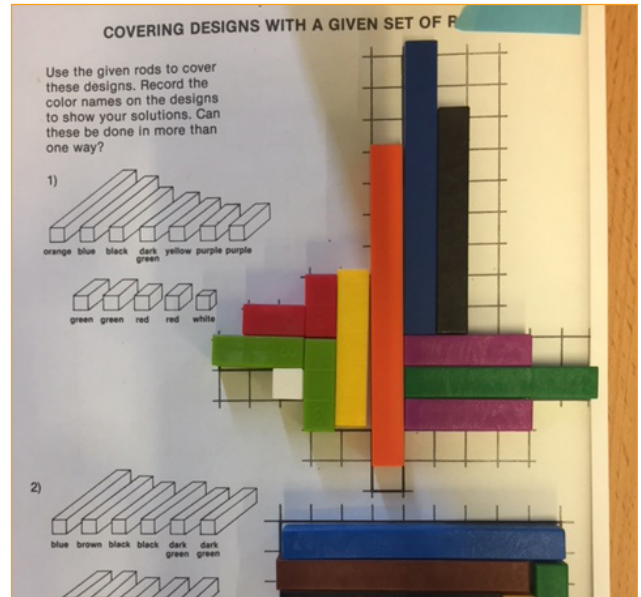 COVERING DESIGNS WITH A GIVEN SET OF
Use the given rods to cover
these designs. Record the
color names on the designs
to show your solutions. Can
these be done in more than
one way?
1)
orange blue black dark green yellow purple purple
green green red red white
2)
blue brown black black dark green dark green